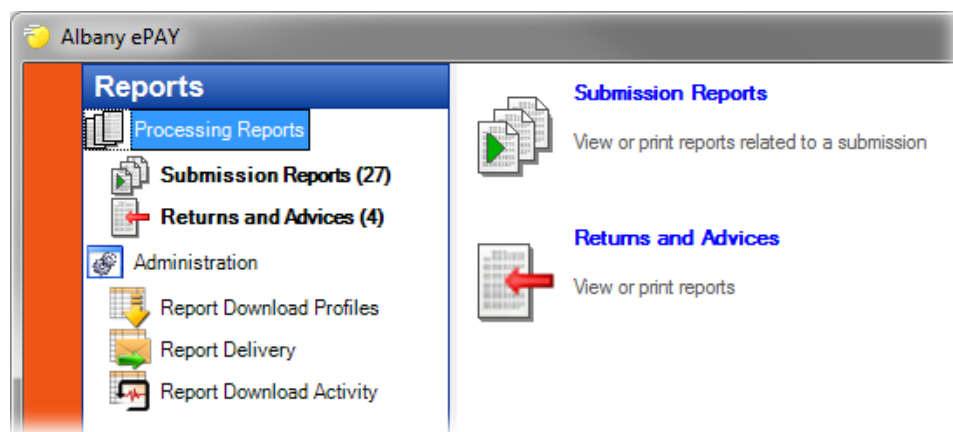 Albany ePAY
Reports
Processing Reports
Submission Reports (27)
Returns and Advices (4)
Administration
Report Download Profiles
Report Delivery
Report Download Activity
Submission Reports
View or print reports related to a submission
Returns and Advices
View or print reports